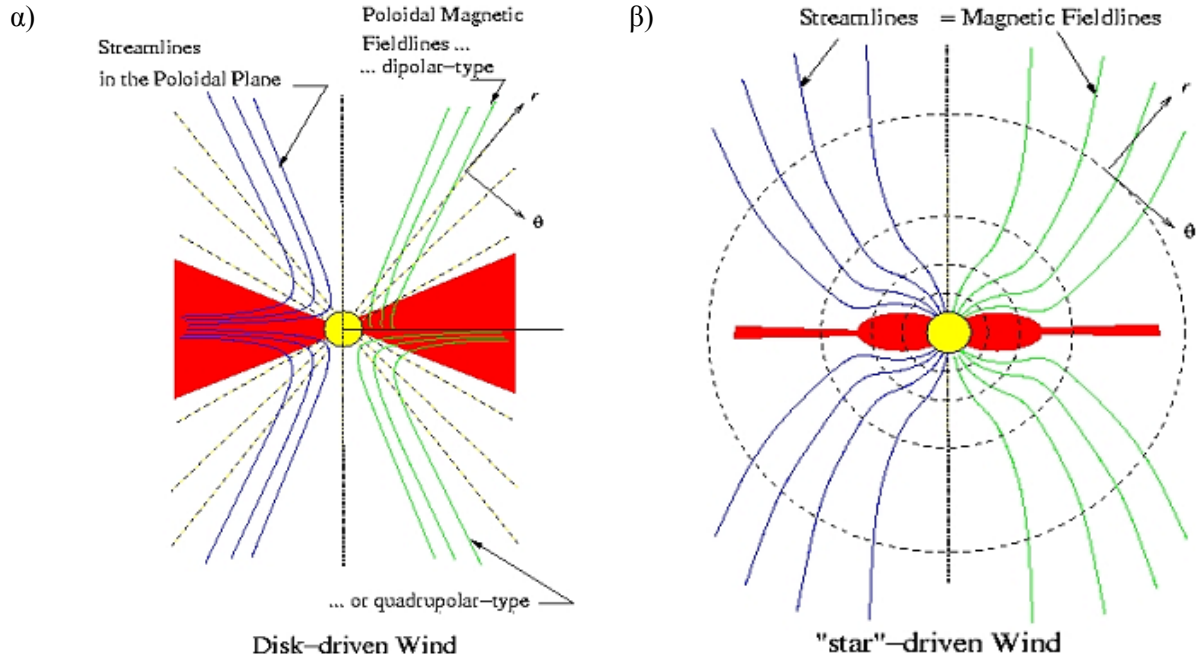 α)
Streamlines
in the Poloidal Plane
Poloidal Magnetic
Fieldlines ...
... dipolar-type
r
θ
... or quadrupolar-type
Disk-driven Wind
β)
Streamlines = Magnetic Fieldlines
r
θ
"star"-driven Wind